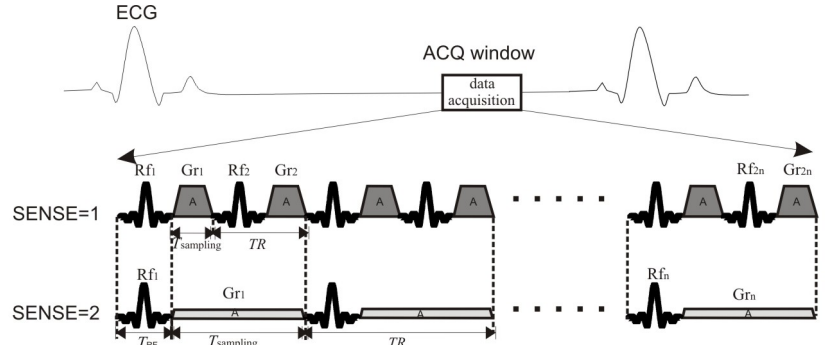 ECG
ACQ window
data
acquisition
Rf1 Gr1 Rf2 Gr2 Rf2n Gr2n
SENSE=1 A A A A A A
Tsampling TR
Rf1 Gr1 Rfn Grn
SENSE=2 A A A
TRF Tsampling TR